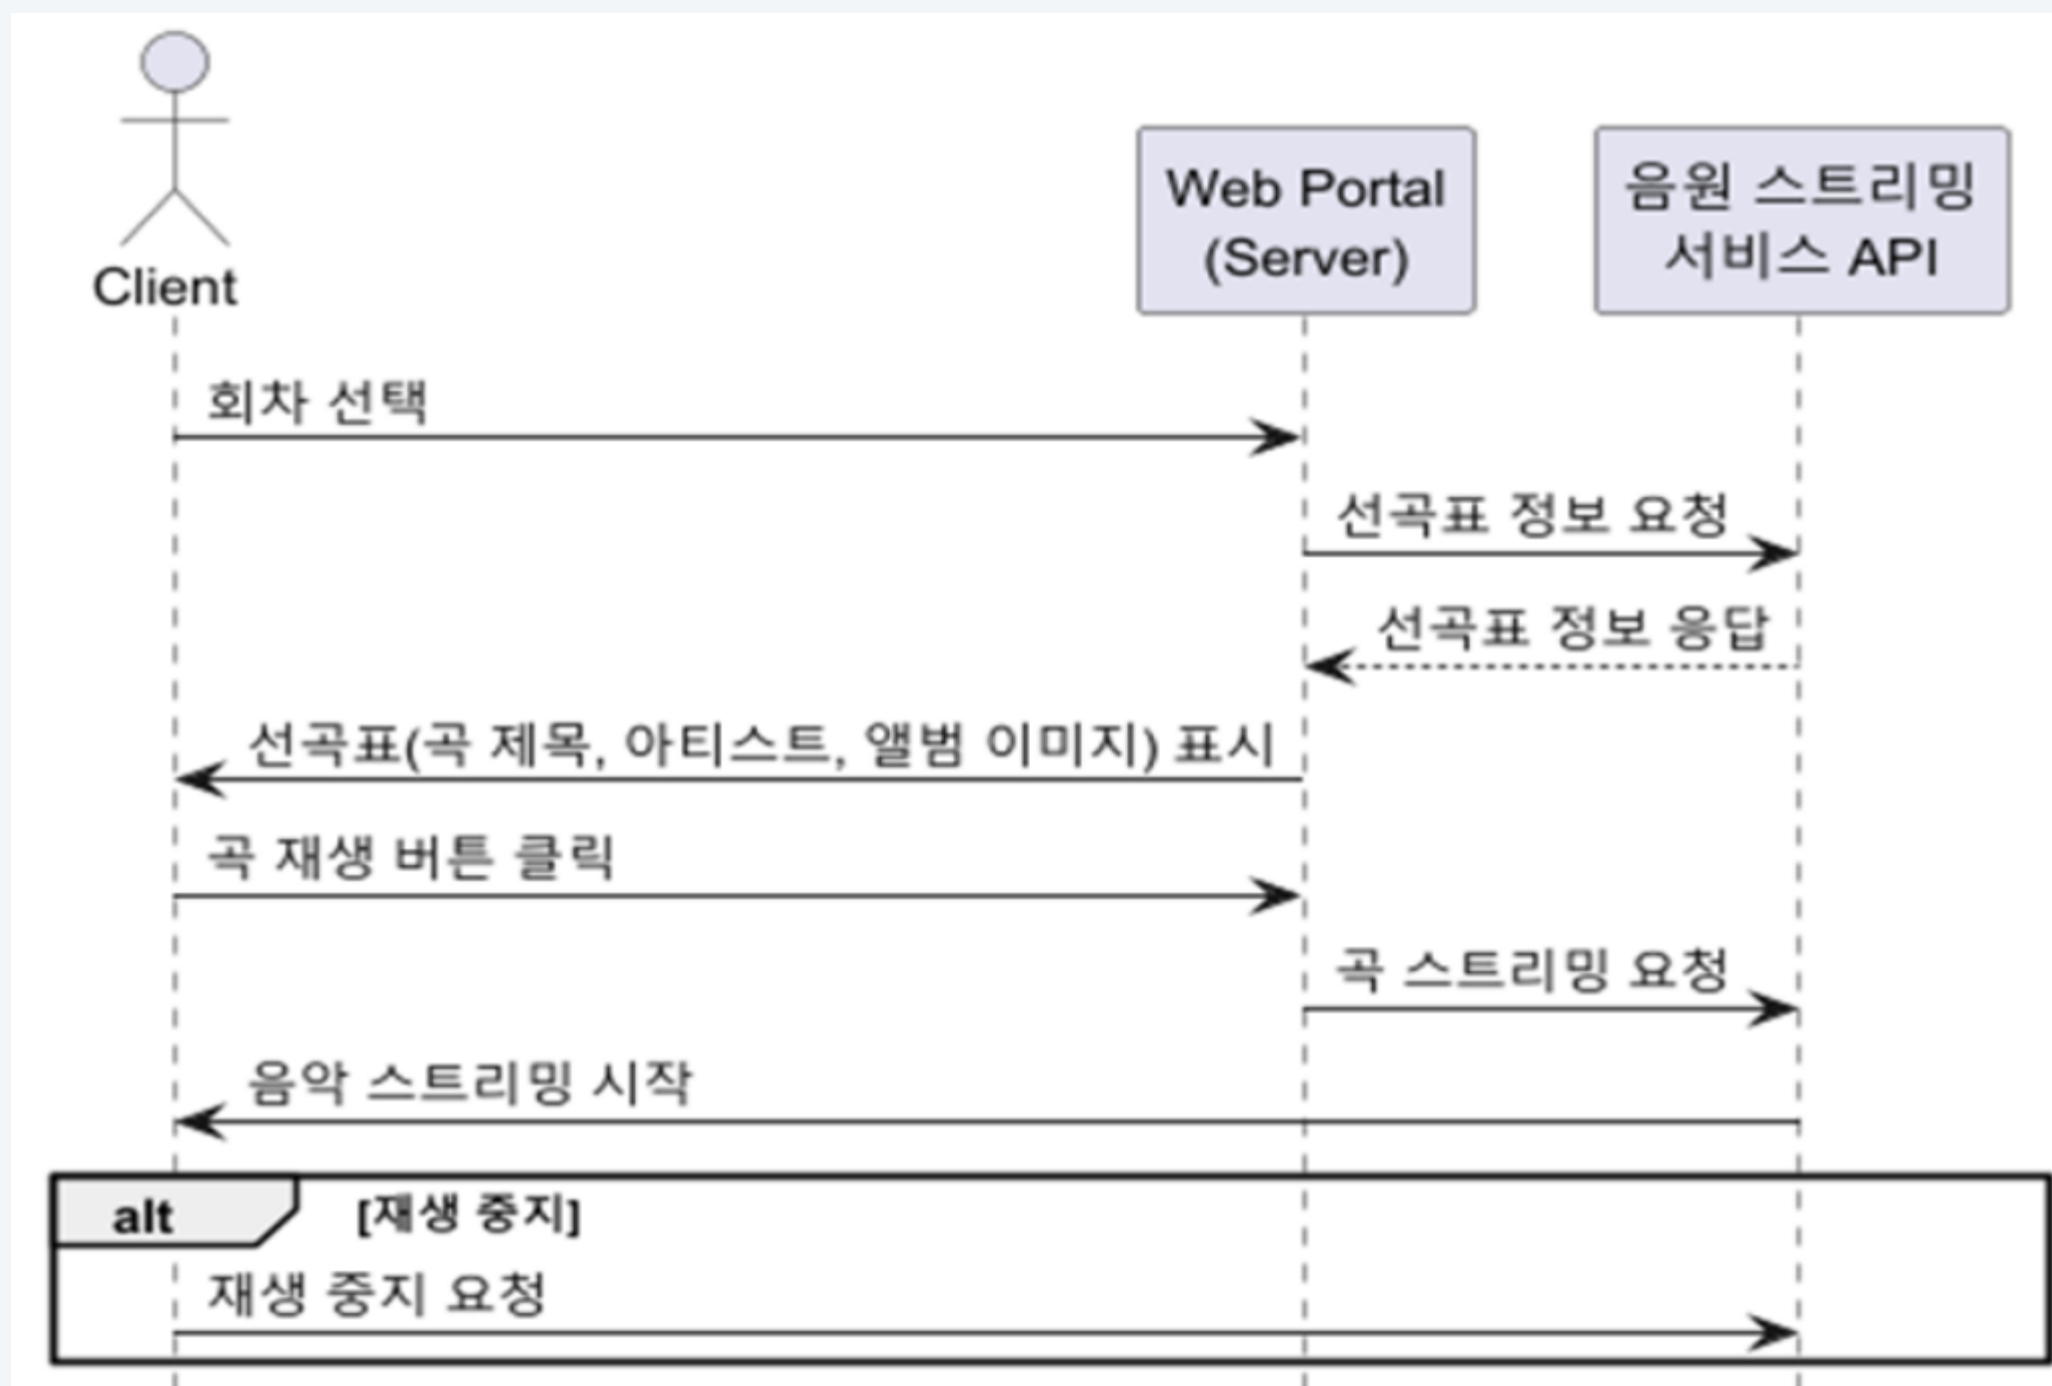 Client
Web Portal
(Server)
음원 스트리밍
서비스 API
회차 선택
선곡표 정보 요청
선곡표 정보 응답
선곡표(곡 제목, 아티스트, 앨범 이미지) 표시
곡 재생 버튼 클릭
곡 스트리밍 요청
음악 스트리밍 시작
alt [재생 중지]
재생 중지 요청